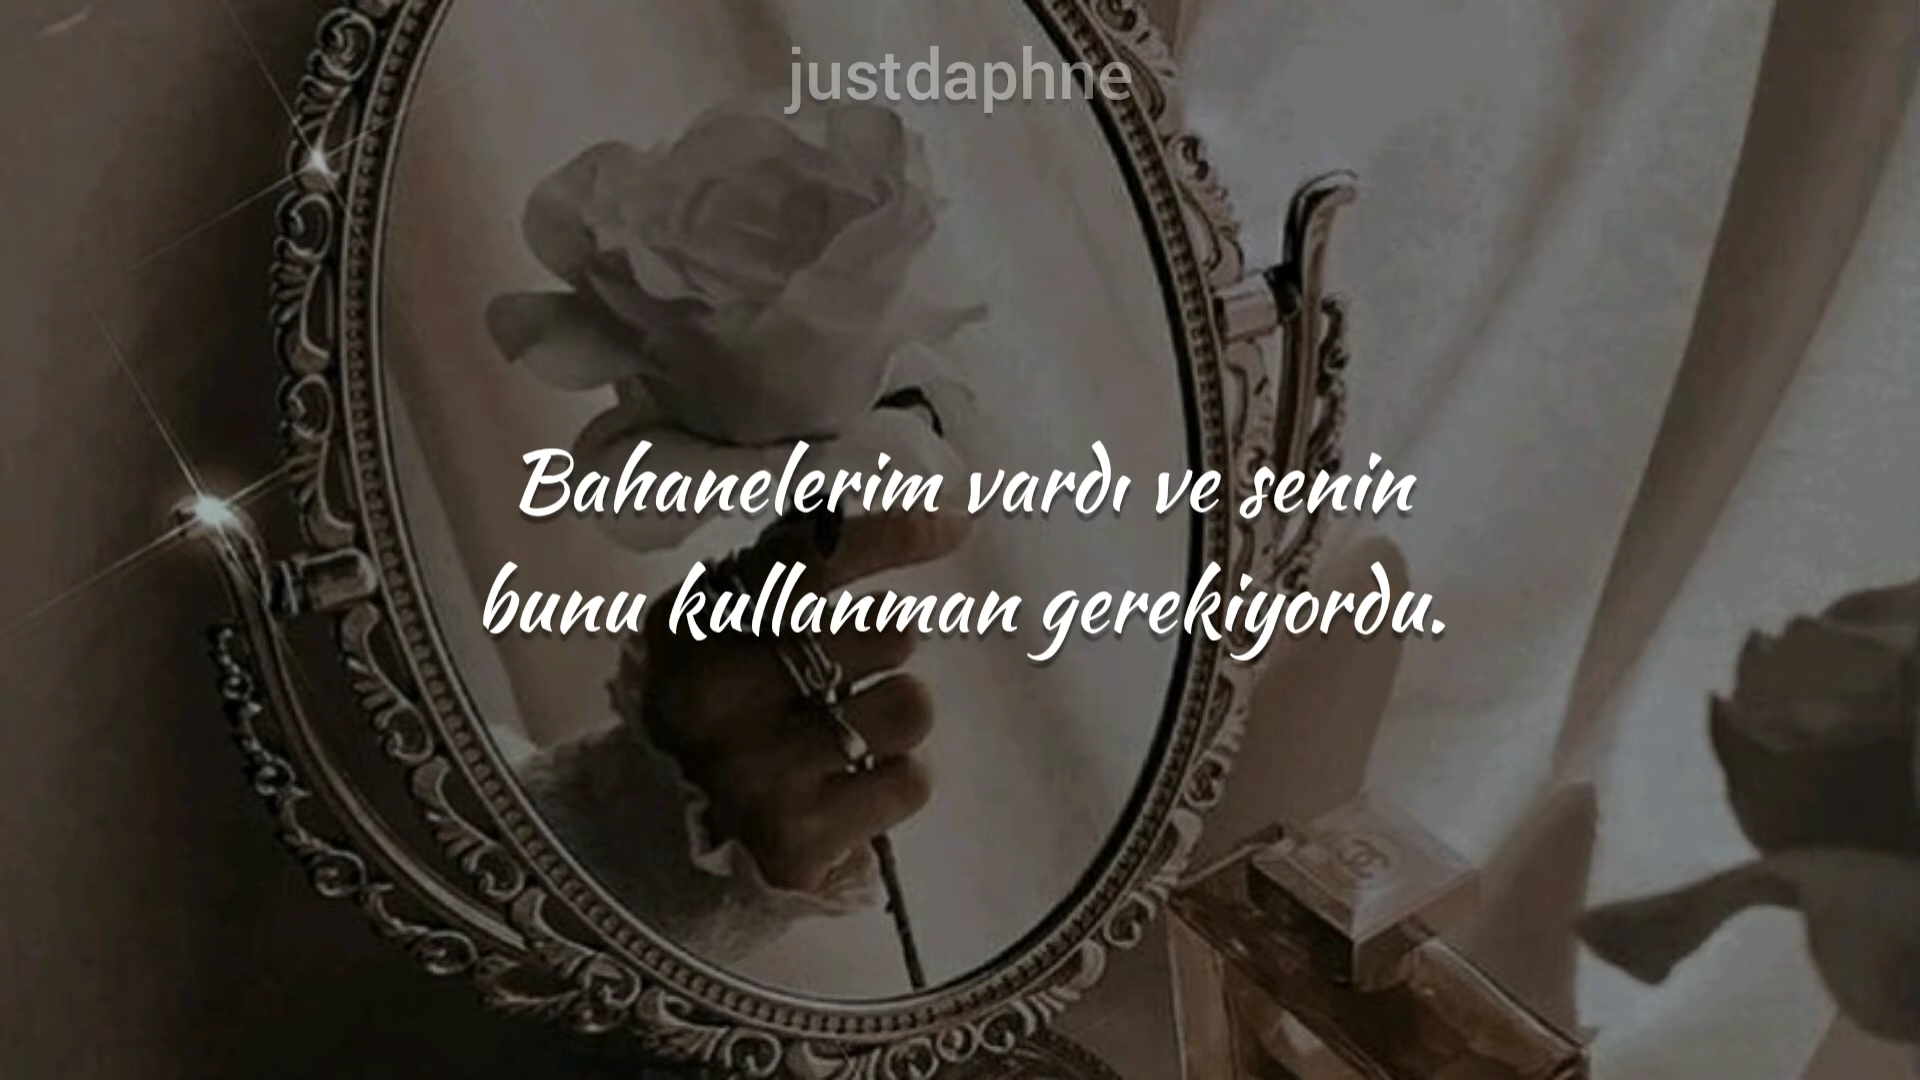 justdaphne
Bahanelerim vardı ve senin
bunu kullanman gerekiyordu.